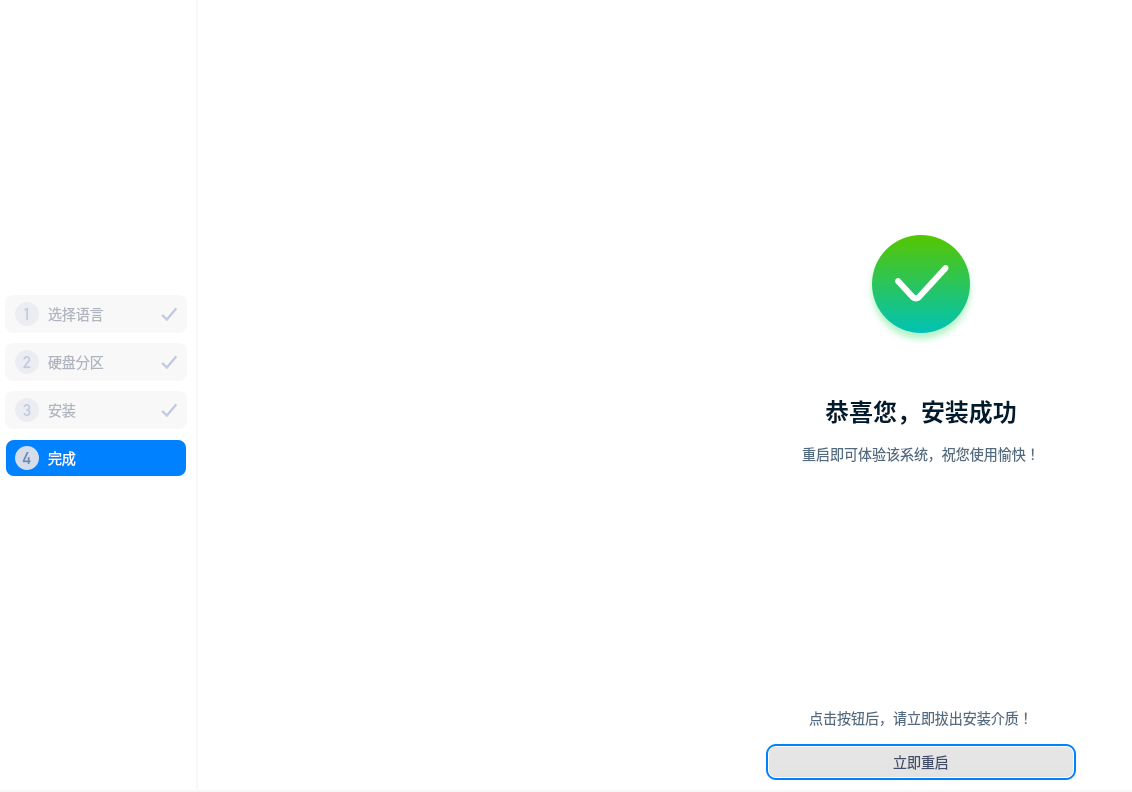 1 选择语言
2 硬盘分区
3 安装
4 完成
恭喜您，安装成功
重启即可体验该系统，祝您使用愉快！
点击按钮后，请立即拔出安装介质！
立即重启